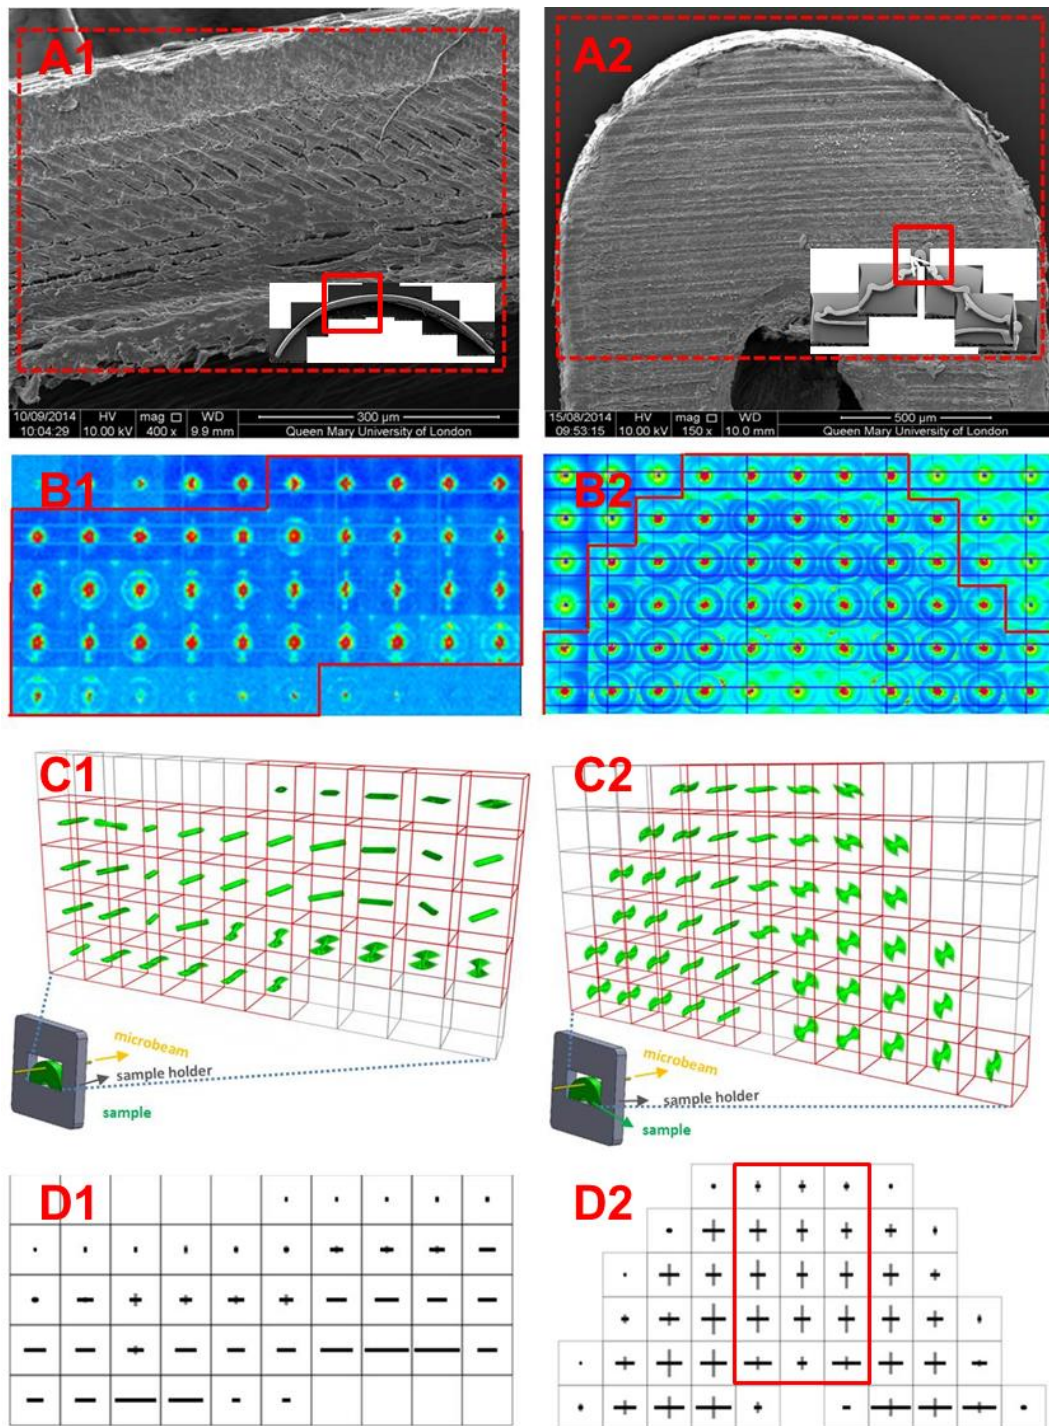 A1
10/09/2014 HV mag □ WD 300 µm
10:04:29 10.00 kV 400 x 9.9 mm Queen Mary University of London
A2
15/08/2014 HV mag □ WD 500 µm
09:53:15 10.00 kV 150 x 10.0 mm Queen Mary University of London
B1
B2
C1
microbeam
sample holder
sample
C2
microbeam
sample holder
sample
D1
D2